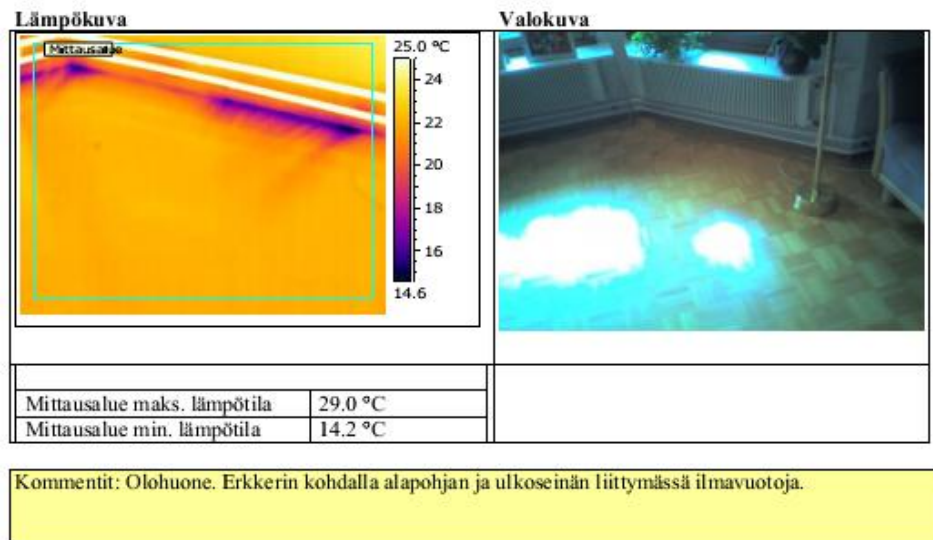 Lämpökuva
Valokuva
Mittausalue
25.0 °C
24
22
20
18
16
14.6
Mittausalue maks. lämpötila 29.0 °C
Mittausalue min. lämpötila 14.2 °C
Kommentit: Olohuone. Erkkerin kohdalla alapohjan ja ulkoseinän liittymässä ilmavuotoja.